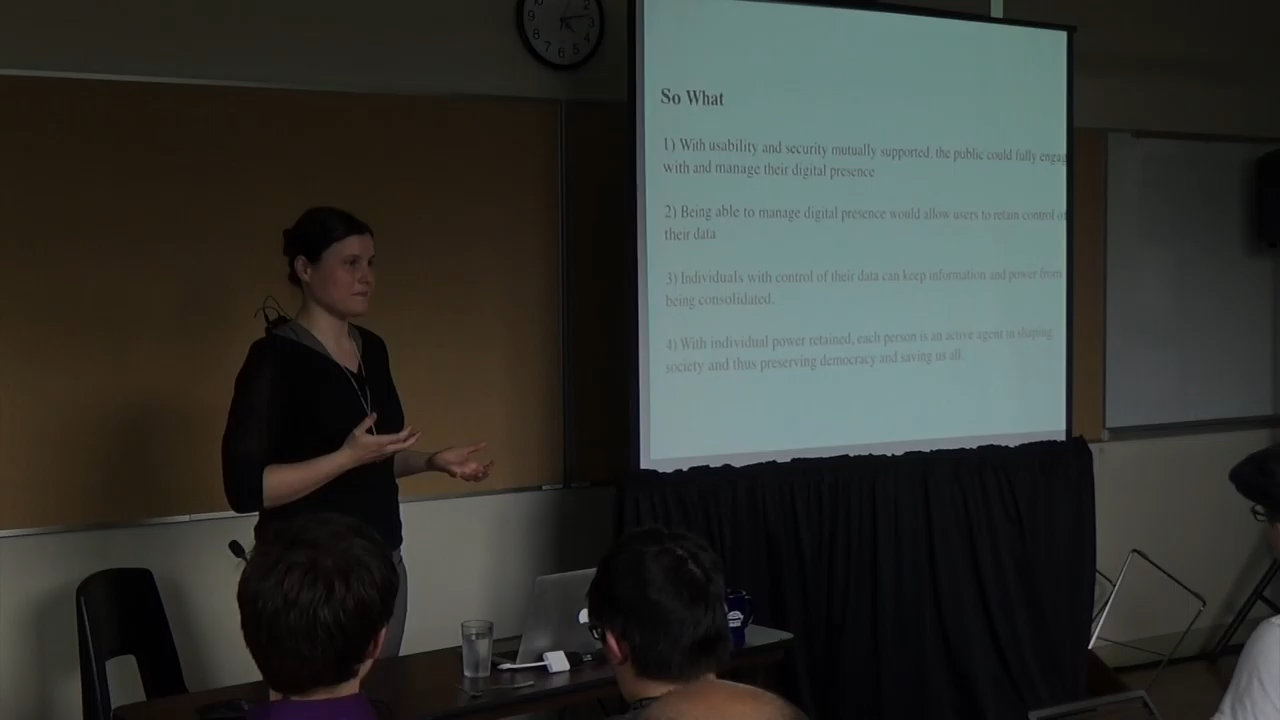 So What
1) With usability and security mutually supported, the public could fully engag
with and manage their digital presence
2) Being able to manage digital presence would allow users to retain control of
their data
3) Individuals with control of their data can keep information and power from
being consolidated.
4) With individual power retained, each person is an active agent in shaping
society and thus preserving democracy and saving us all.